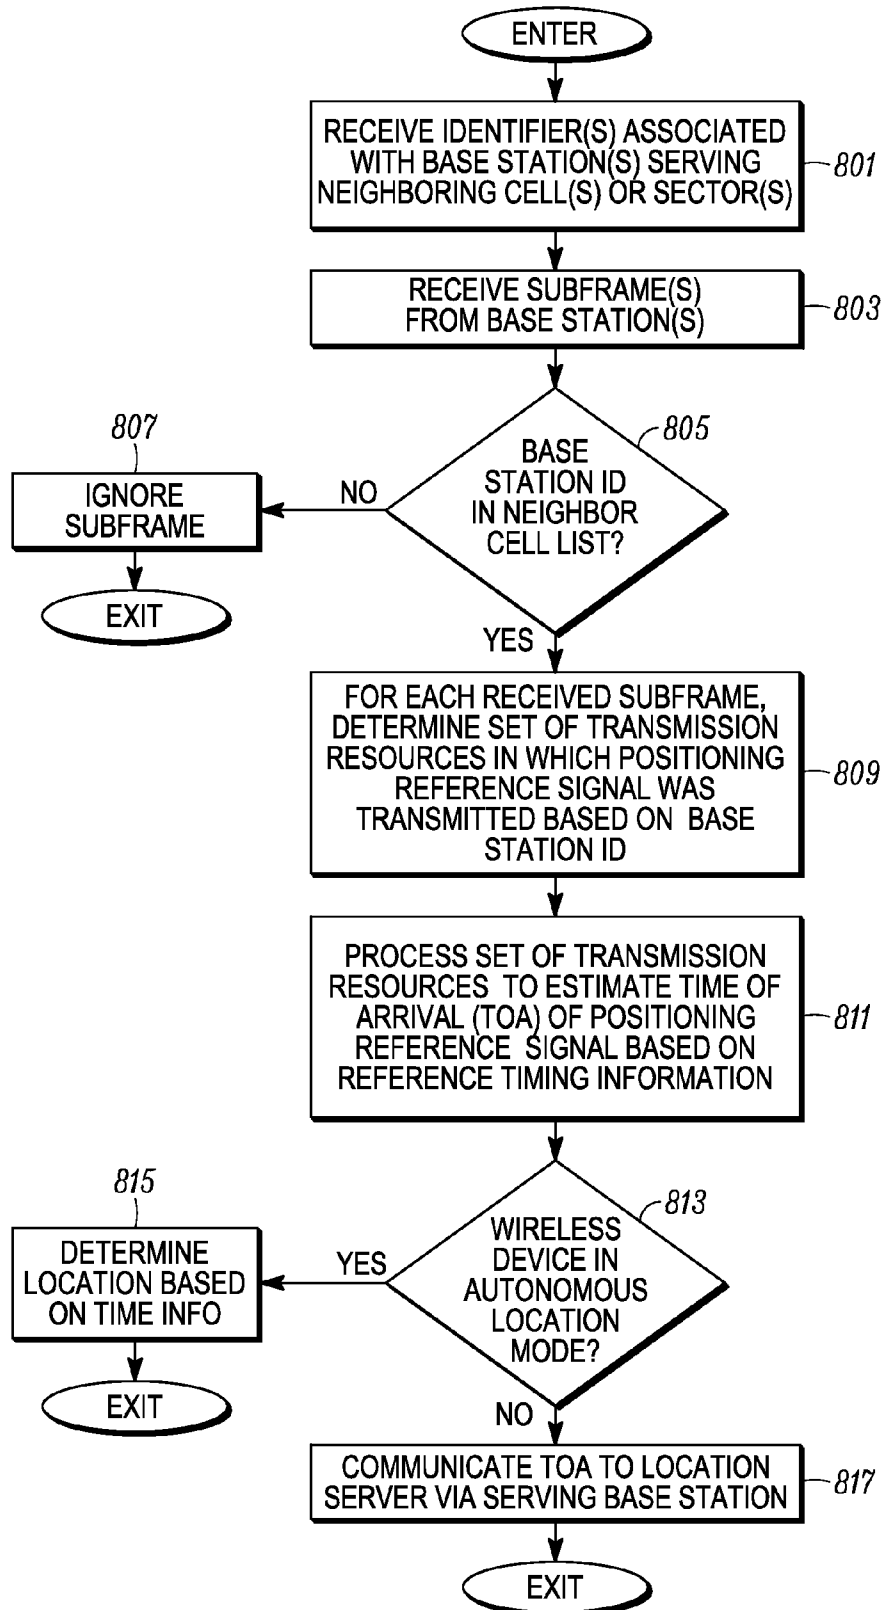 ENTER
RECEIVE IDENTIFIER(S) ASSOCIATED
WITH BASE STATION(S) SERVING
NEIGHBORING CELL(S) OR SECTOR(S)
801
RECEIVE SUBFRAME(S)
FROM BASE STATION(S)
803
805
BASE
STATION ID
IN NEIGHBOR
CELL LIST?
NO
807
IGNORE
SUBFRAME
EXIT
YES
FOR EACH RECEIVED SUBFRAME,
DETERMINE SET OF TRANSMISSION
RESOURCES IN WHICH POSITIONING
REFERENCE SIGNAL WAS
TRANSMITTED BASED ON BASE
STATION ID
809
PROCESS SET OF TRANSMISSION
RESOURCES TO ESTIMATE TIME OF
ARRIVAL (TOA) OF POSITIONING
REFERENCE SIGNAL BASED ON
REFERENCE TIMING INFORMATION
811
813
WIRELESS
DEVICE IN
AUTONOMOUS
LOCATION
MODE?
YES
815
DETERMINE
LOCATION BASED
ON TIME INFO
EXIT
NO
COMMUNICATE TOA TO LOCATION
SERVER VIA SERVING BASE STATION
817
EXIT